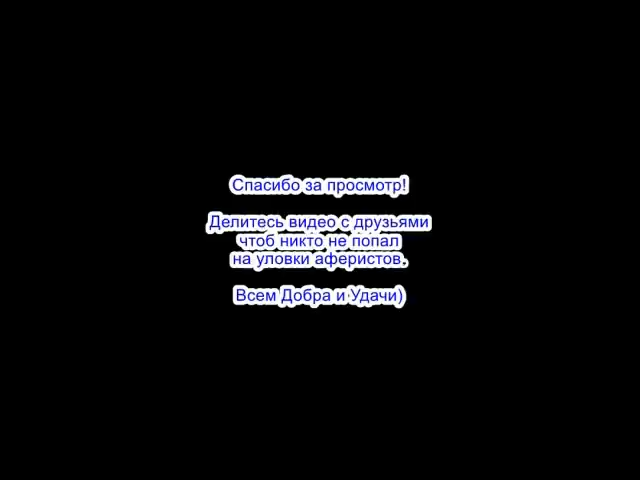 Спасибо за просмотр!
Делитесь видео с друзьями
чтоб никто не попал
на уловки аферистов.
Всем Добра и Удачи)